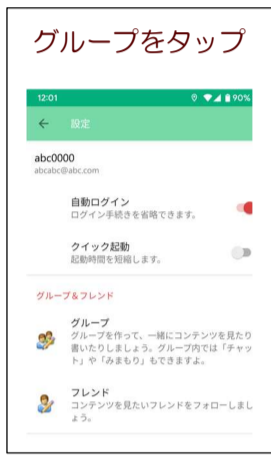 グループをタップ
12:01 90%
← 設定
abc0000
abcabc@abc.com
自動ログイン
ログイン手続きを省略できます。
クイック起動
起動時間を短縮します。
グループ&フレンド
グループ
グループを作って、一緒にコンテンツを見たり
書いたりしましょう。グループ内では「チャッ
ト」や「みまもり」もできますよ。
フレンド
コンテンツを見たいフレンドをフォローしまし
ょう。